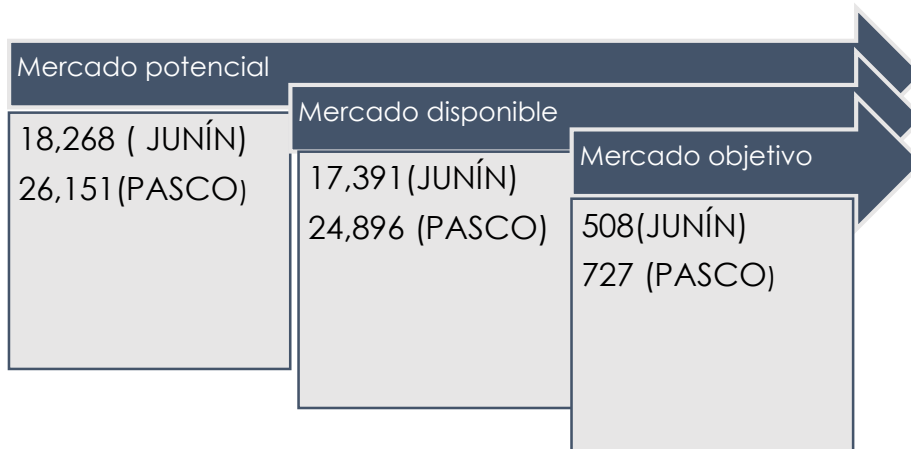 Mercado potencial
18,268 ( JUNÍN)
26,151(PASCO)
Mercado disponible
17,391(JUNÍN)
24,896 (PASCO)
Mercado objetivo
508(JUNÍN)
727 (PASCO)